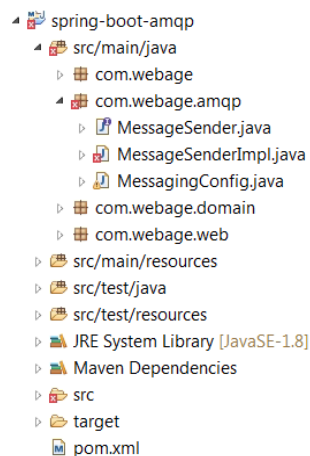 spring-boot-amqp
src/main/java
com.webage
com.webage.amqp
MessageSender.java
MessageSenderImpl.java
MessagingConfig.java
com.webage.domain
com.webage.web
src/main/resources
src/test/java
src/test/resources
JRE System Library [JavaSE-1.8]
Maven Dependencies
src
target
pom.xml